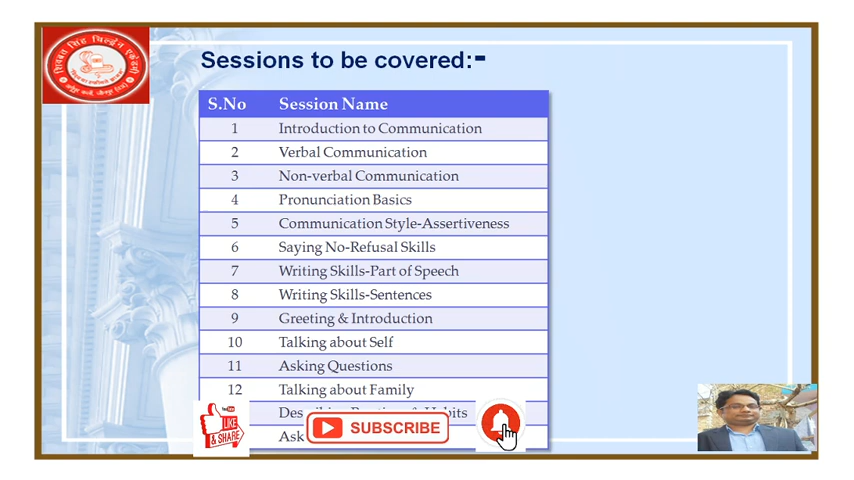 Sessions to be covered:-
S.No Session Name
1 Introduction to Communication
2 Verbal Communication
3 Non-verbal Communication
4 Pronunciation Basics
5 Communication Style-Assertiveness
6 Saying No-Refusal Skills
7 Writing Skills-Part of Speech
8 Writing Skills-Sentences
9 Greeting & Introduction
10 Talking about Self
11 Asking Questions
12 Talking about Family
& Habits
Ask
LIKE
& SHARE
SUBSCRIBE